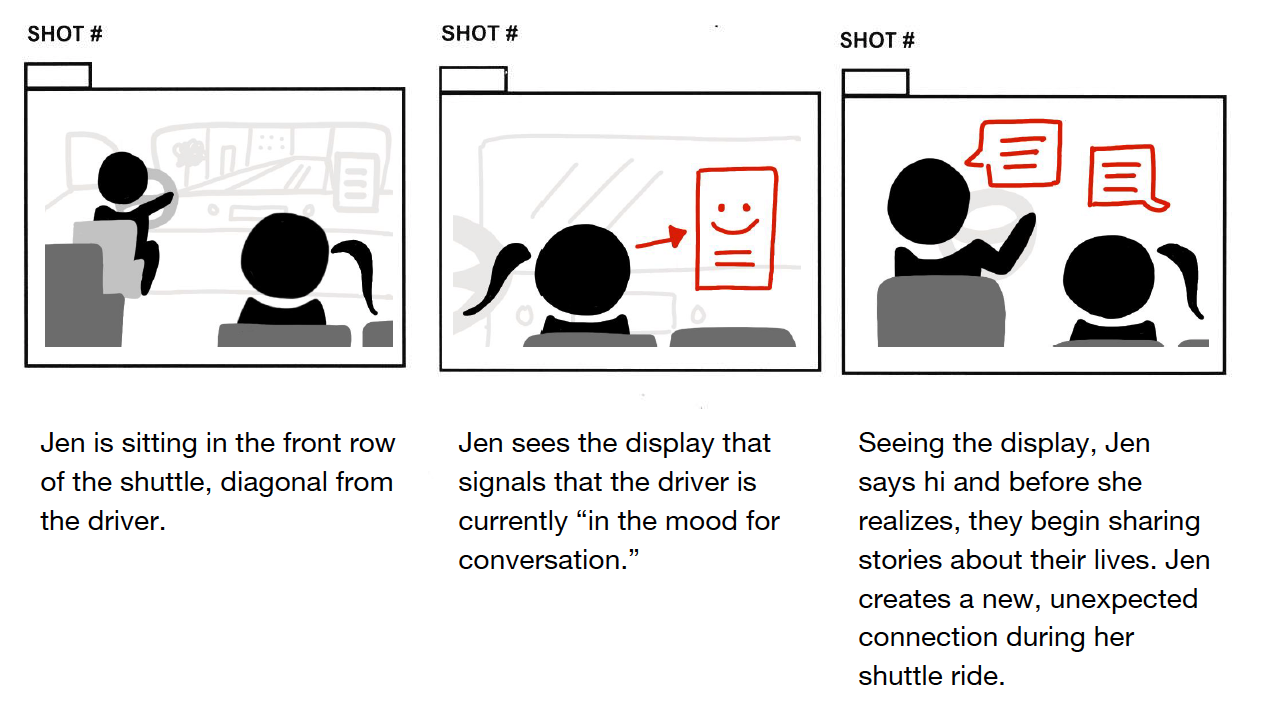 SHOT #
SHOT #
SHOT #
Jen is sitting in the front row
of the shuttle, diagonal from
the driver.
Jen sees the display that
signals that the driver is
currently “in the mood for
conversation.”
Seeing the display, Jen
says hi and before she
realizes, they begin sharing
stories about their lives. Jen
creates a new, unexpected
connection during her
shuttle ride.